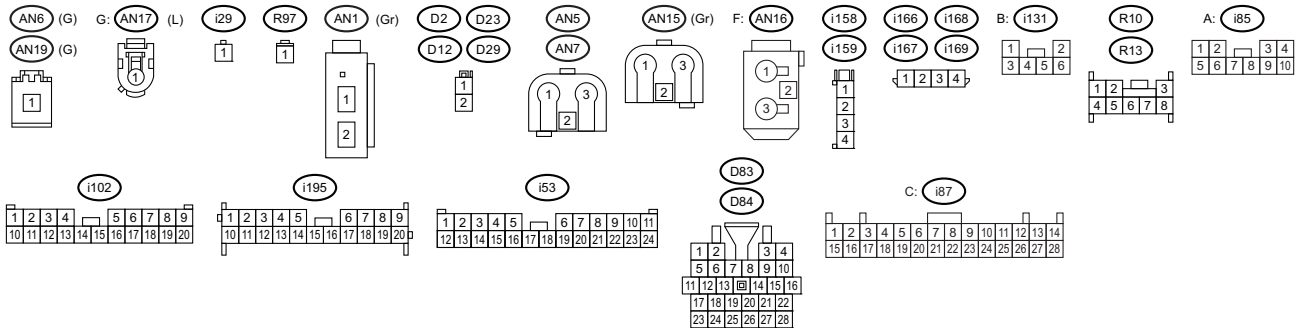 AN6 (G) G: AN17 (L) i29 R97 AN1 (Gr) D2 D23 AN5 AN15 (Gr) F: AN16 i158 i166 i168 B: i131 R10 A: i85
AN19 (G) D12 D29 AN7 i159 i167 i169 R13
1
1
1
1
1 2
1 2
1 2 3
1 2 3
1 2 3
1 2 3 4
1 2 3 4
1 2
3 4 5 6
1 2 3
4 5 6 7 8
1 2 3 4
5 6 7 8 9 10
i102 i195 i53 D83 C: i87
D84
1 2 3 4 5 6 7 8 9
10 11 12 13 14 15 16 17 18 19 20
1 2 3 4 5 6 7 8 9
10 11 12 13 14 15 16 17 18 19 20
1 2 3 4 5 6 7 8 9 10 11
12 13 14 15 16 17 18 19 20 21 22 23 24
1 2 3 4
5 6 7 8 9 10
11 12 13 14 15 16
17 18 19 20 21 22
23 24 25 26 27 28
1 2 3 4 5 6 7 8 9 10 11 12 13 14
15 16 17 18 19 20 21 22 23 24 25 26 27 28